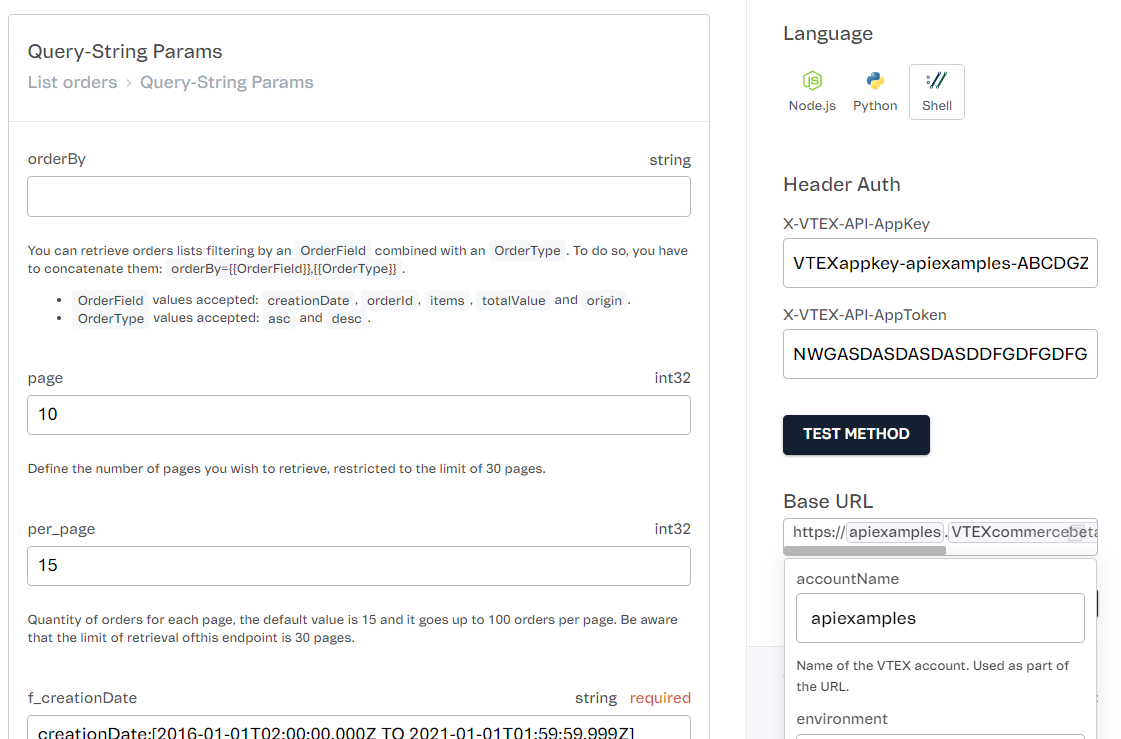 Query-String Params
List orders › Query-String Params
orderBy string
You can retrieve orders lists filtering by an OrderField combined with an OrderType . To do so, you have
to concatenate them: orderBy={{OrderField}},{{OrderType}} .
• OrderField values accepted: creationDate , orderId , items , totalValue and origin .
• OrderType values accepted: asc and desc .
page int32
10
Define the number of pages you wish to retrieve, restricted to the limit of 30 pages.
per_page int32
15
Quantity of orders for each page, the default value is 15 and it goes up to 100 orders per page. Be aware
that the limit of retrieval ofthis endpoint is 30 pages.
f_creationDate string required
creationDate:[2016-01-01T02:00:00.000Z TO 2021-01-01T01:59:59.999Z]
Language
Node.js Python Shell
Header Auth
X-VTEX-API-AppKey
VTEXappkey-apiexamples-ABCDGZ
X-VTEX-API-AppToken
NWGASDASDASDASDDFGDFGDFG
TEST METHOD
Base URL
https://apiexamples.VTEXcommercebeta
accountName
apiexamples
Name of the VTEX account. Used as part of
the URL.
environment